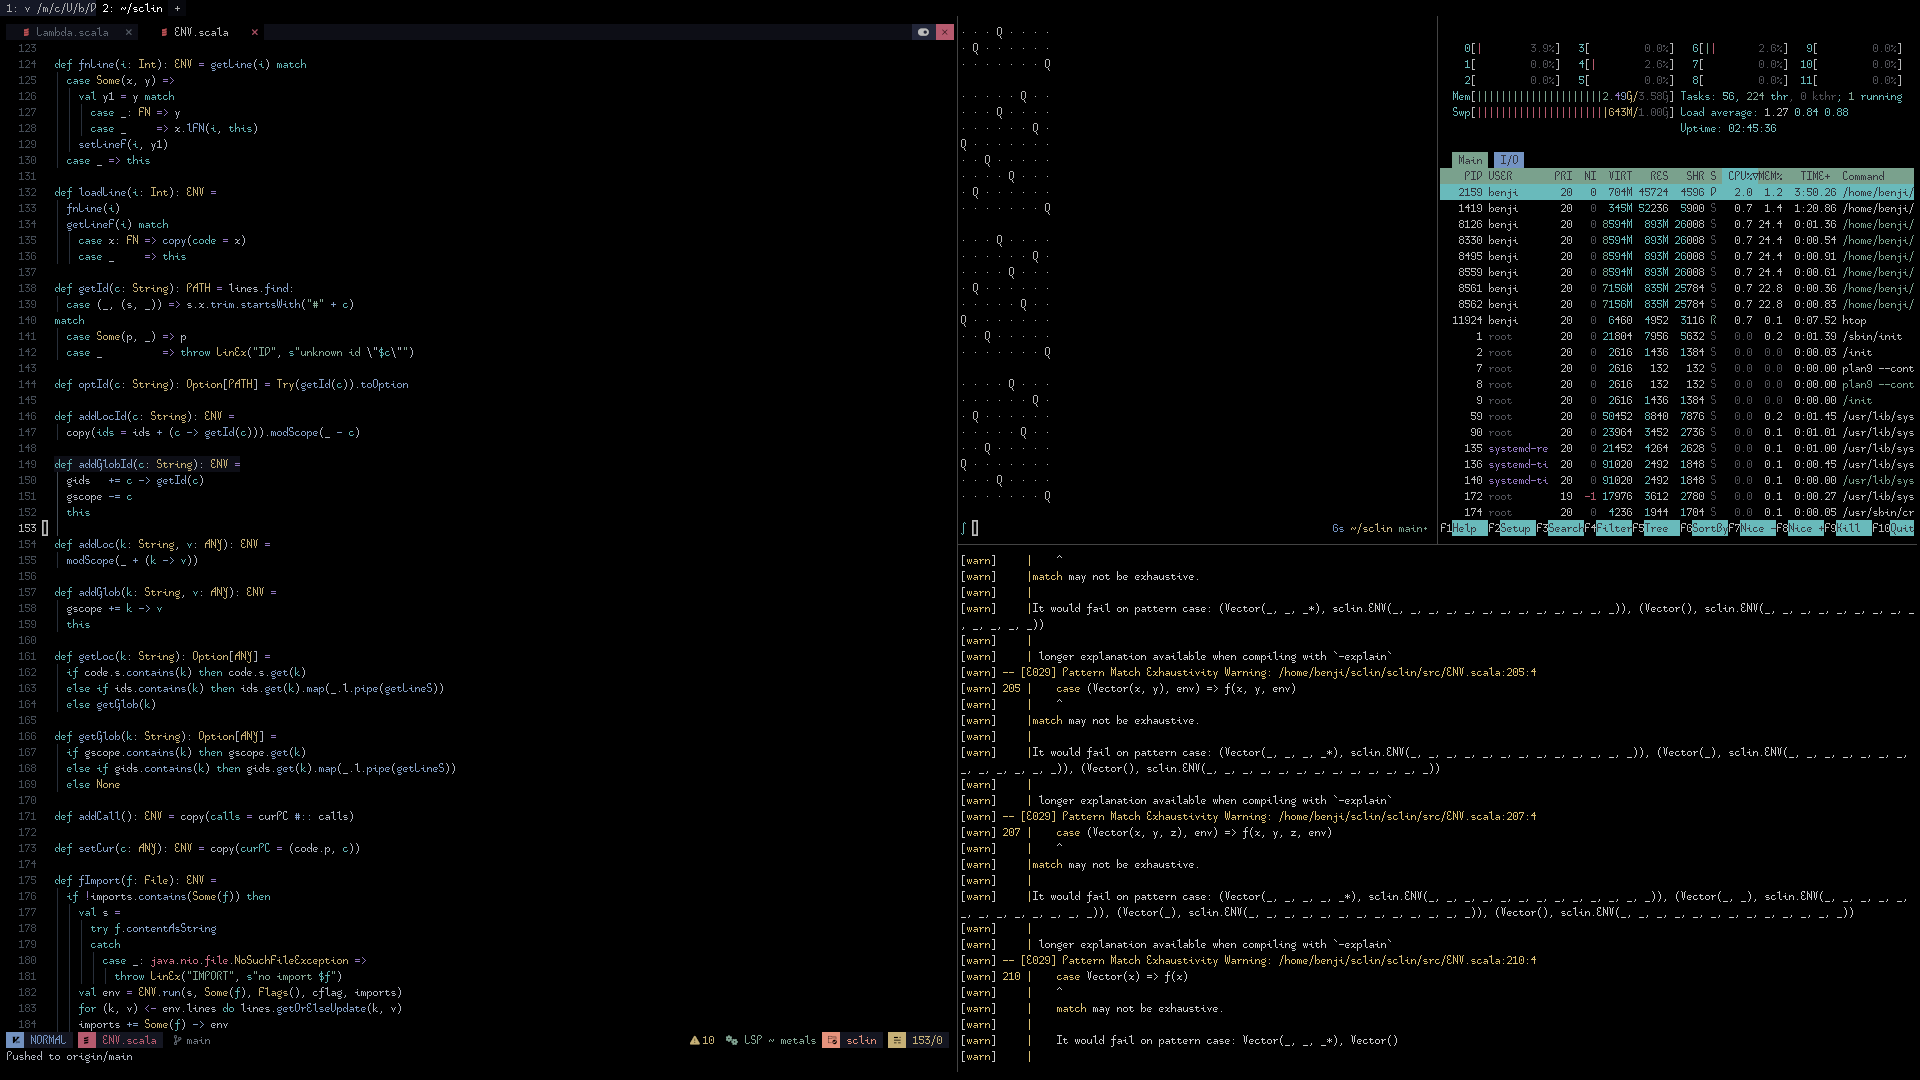 1: v /m/c/U/b/D 2: ~/sclin +
Lambda.scala × ENV.scala ×
123
124 def fnLine(i: Int): ENV = getLine(i) match
125 case Some(x, y) =>
126 val y1 = y match
127 case _: FN => y
128 case _ => x.lFN(i, this)
129 setLineF(i, y1)
130 case _ => this
131
132 def loadLine(i: Int): ENV =
133 fnLine(i)
134 getLineF(i) match
135 case x: FN => copy(code = x)
136 case _ => this
137
138 def getId(c: String): PATH = lines.find:
139 case (_, (s, _)) => s.x.trim.startsWith("#" + c)
140 match
141 case Some(p, _) => p
142 case _ => throw LinEx("ID", s"unknown id \"$c\"")
143
144 def optId(c: String): Option[PATH] = Try(getId(c)).toOption
145
146 def addLocId(c: String): ENV =
147 copy(ids = ids + (c -> getId(c))).modScope(_ - c)
148
149 def addGlobId(c: String): ENV =
150 gids += c -> getId(c)
151 gscope -= c
152 this
153
154 def addLoc(k: String, v: ANY): ENV =
155 modScope(_ + (k -> v))
156
157 def addGlob(k: String, v: ANY): ENV =
158 gscope += k -> v
159 this
160
161 def getLoc(k: String): Option[ANY] =
162 if code.s.contains(k) then code.s.get(k)
163 else if ids.contains(k) then ids.get(k).map(_.l.pipe(getLineS))
164 else getGlob(k)
165
166 def getGlob(k: String): Option[ANY] =
167 if gscope.contains(k) then gscope.get(k)
168 else if gids.contains(k) then gids.get(k).map(_.l.pipe(getLineS))
169 else None
170
171 def addCall(): ENV = copy(calls = curPC #:: calls)
172
173 def setCur(c: ANY): ENV = copy(curPC = (code.p, c))
174
175 def fImport(f: File): ENV =
176 if !imports.contains(Some(f)) then
177 val s =
178 try f.contentAsString
179 catch
180 case _: java.nio.file.NoSuchFileException =>
181 throw LinEx("IMPORT", s"no import $f")
182 val env = ENV.run(s, Some(f), Flags(), cflag, imports)
183 for (k, v) <- env.lines do lines.getOrElseUpdate(k, v)
184 imports += Some(f) -> env
NORMAL ENV.scala main 10 LSP ~ metals sclin 153/0
Pushed to origin/main
· · · Q · · · ·
· Q · · · · · ·
· · · · · · · Q
· · · · · Q · ·
· Q · · · · · ·
· · · · · · Q ·
Q · · · · · · ·
· · Q · · · · ·
· · · · Q · · ·
· Q · · · · · ·
· · · · · · · Q
· · · Q · · · ·
· · · · · · Q ·
· · · · Q · · ·
· Q · · · · · ·
· · · · · Q · ·
Q · · · · · · ·
· · Q · · · · ·
· · · · · · · Q
· · · · Q · · ·
· · · · · · Q ·
· Q · · · · · ·
· · · · · Q · ·
· · Q · · · · ·
Q · · · · · · ·
· · · Q · · · ·
· · · · · · · Q
∫ 6s ~/sclin main
0[| 3.9%] 3[ 0.0%] 6[|| 2.6%] 9[ 0.0%]
1[ 0.0%] 4[| 2.6%] 7[ 0.0%] 10[ 0.0%]
2[ 0.0%] 5[ 0.0%] 8[ 0.0%] 11[ 0.0%]
Mem[|||||||||||||||||||||2.49G/3.58G] Tasks: 56, 224 thr, 0 kthr; 1 running
Swp[||||||||||||||||||||||643M/1.00G] Load average: 1.27 0.84 0.88
Uptime: 02:45:36
Main I/O
PID USER PRI NI VIRT RES SHR S CPU%▽MEM% TIME+ Command
2159 benji 20 0 704M 45724 4596 D 2.0 1.2 3:50.26 /home/benji/
1419 benji 20 0 345M 52236 5900 S 0.7 1.4 1:20.86 /home/benji/
8126 benji 20 0 8594M 893M 26008 S 0.7 24.4 0:01.36 /home/benji/
8330 benji 20 0 8594M 893M 26008 S 0.7 24.4 0:00.54 /home/benji/
8495 benji 20 0 8594M 893M 26008 S 0.7 24.4 0:00.91 /home/benji/
8559 benji 20 0 8594M 893M 26008 S 0.7 24.4 0:00.61 /home/benji/
8561 benji 20 0 7156M 835M 25784 S 0.7 22.8 0:00.36 /home/benji/
8562 benji 20 0 7156M 835M 25784 S 0.7 22.8 0:00.83 /home/benji/
11924 benji 20 0 6460 4952 3116 R 0.7 0.1 0:07.52 htop
1 root 20 0 21804 7956 5632 S 0.0 0.2 0:01.39 /sbin/init
2 root 20 0 2616 1436 1384 S 0.0 0.0 0:00.03 /init
7 root 20 0 2616 132 132 S 0.0 0.0 0:00.00 plan9 --cont
8 root 20 0 2616 132 132 S 0.0 0.0 0:00.00 plan9 --cont
9 root 20 0 2616 1436 1384 S 0.0 0.0 0:00.00 /init
59 root 20 0 50452 8840 7876 S 0.0 0.2 0:01.45 /usr/lib/sys
90 root 20 0 23964 3452 2736 S 0.0 0.1 0:01.01 /usr/lib/sys
135 systemd-re 20 0 21452 4264 2628 S 0.0 0.1 0:01.00 /usr/lib/sys
136 systemd-ti 20 0 91020 2492 1848 S 0.0 0.1 0:00.45 /usr/lib/sys
140 systemd-ti 20 0 91020 2492 1848 S 0.0 0.1 0:00.00 /usr/lib/sys
172 root 19 -1 17976 3612 2780 S 0.0 0.1 0:00.27 /usr/lib/sys
174 root 20 0 4236 1944 1704 S 0.0 0.1 0:00.05 /usr/sbin/cr
F1Help F2Setup F3SearchF4FilterF5Tree F6SortByF7Nice -F8Nice +F9Kill F10Quit
[warn] | ^
[warn] |match may not be exhaustive.
[warn] |
[warn] |It would fail on pattern case: (Vector(_, _, _*), sclin.ENV(_, _, _, _, _, _, _, _, _, _, _, _, _)), (Vector(), sclin.ENV(_, _, _, _, _, _, _, _, _
, _, _, _, _))
[warn] |
[warn] | longer explanation available when compiling with `-explain`
[warn] -- [E029] Pattern Match Exhaustivity Warning: /home/benji/sclin/sclin/src/ENV.scala:205:4
[warn] 205 | case (Vector(x, y), env) => ƒ(x, y, env)
[warn] | ^
[warn] |match may not be exhaustive.
[warn] |
[warn] |It would fail on pattern case: (Vector(_, _, _, _*), sclin.ENV(_, _, _, _, _, _, _, _, _, _, _, _, _)), (Vector(_), sclin.ENV(_, _, _, _, _, _, _,
_, _, _, _, _, _)), (Vector(), sclin.ENV(_, _, _, _, _, _, _, _, _, _, _, _, _))
[warn] |
[warn] | longer explanation available when compiling with `-explain`
[warn] -- [E029] Pattern Match Exhaustivity Warning: /home/benji/sclin/sclin/src/ENV.scala:207:4
[warn] 207 | case (Vector(x, y, z), env) => ƒ(x, y, z, env)
[warn] | ^
[warn] |match may not be exhaustive.
[warn] |
[warn] |It would fail on pattern case: (Vector(_, _, _, _, _*), sclin.ENV(_, _, _, _, _, _, _, _, _, _, _, _, _)), (Vector(_, _), sclin.ENV(_, _, _, _,
_, _, _, _, _, _, _, _, _)), (Vector(_), sclin.ENV(_, _, _, _, _, _, _, _, _, _, _, _, _)), (Vector(), sclin.ENV(_, _, _, _, _, _, _, _, _, _, _, _, _))
[warn] |
[warn] | longer explanation available when compiling with `-explain`
[warn] -- [E029] Pattern Match Exhaustivity Warning: /home/benji/sclin/sclin/src/ENV.scala:210:4
[warn] 210 | case Vector(x) => ƒ(x)
[warn] | ^
[warn] | match may not be exhaustive.
[warn] |
[warn] | It would fail on pattern case: Vector(_, _, _*), Vector()
[warn] |